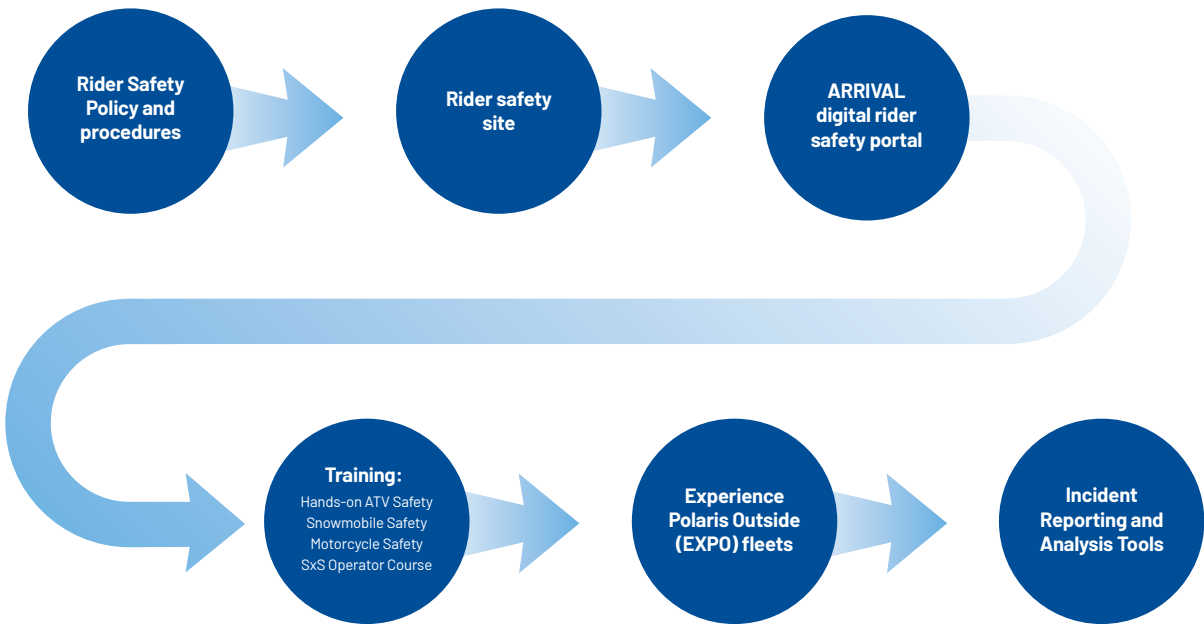 Rider Safety
Policy and
procedures
Rider safety
site
ARRIVAL
digital rider
safety portal
Training:
Hands-on ATV Safety
Snowmobile Safety
Motorcycle Safety
SxS Operator Course
Experience
Polaris Outside
(EXPO) fleets
Incident
Reporting and
Analysis Tools